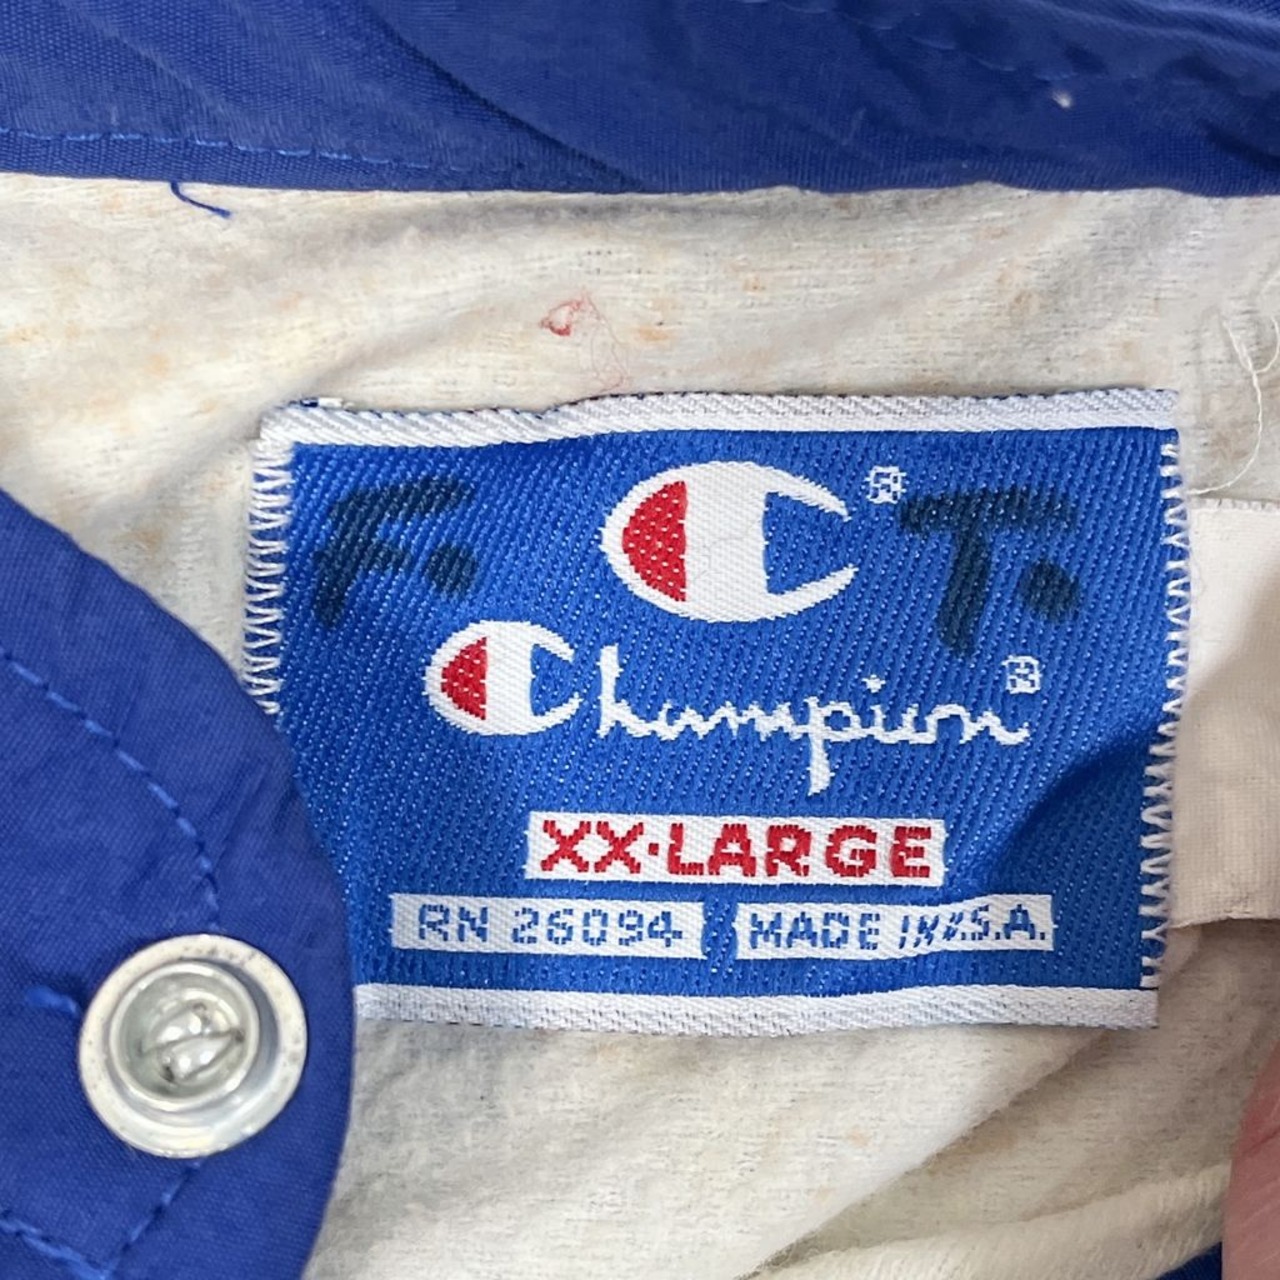 F. ® T.
Champion®
XX-LARGE
RN 26094 MADE IN U.S.A.